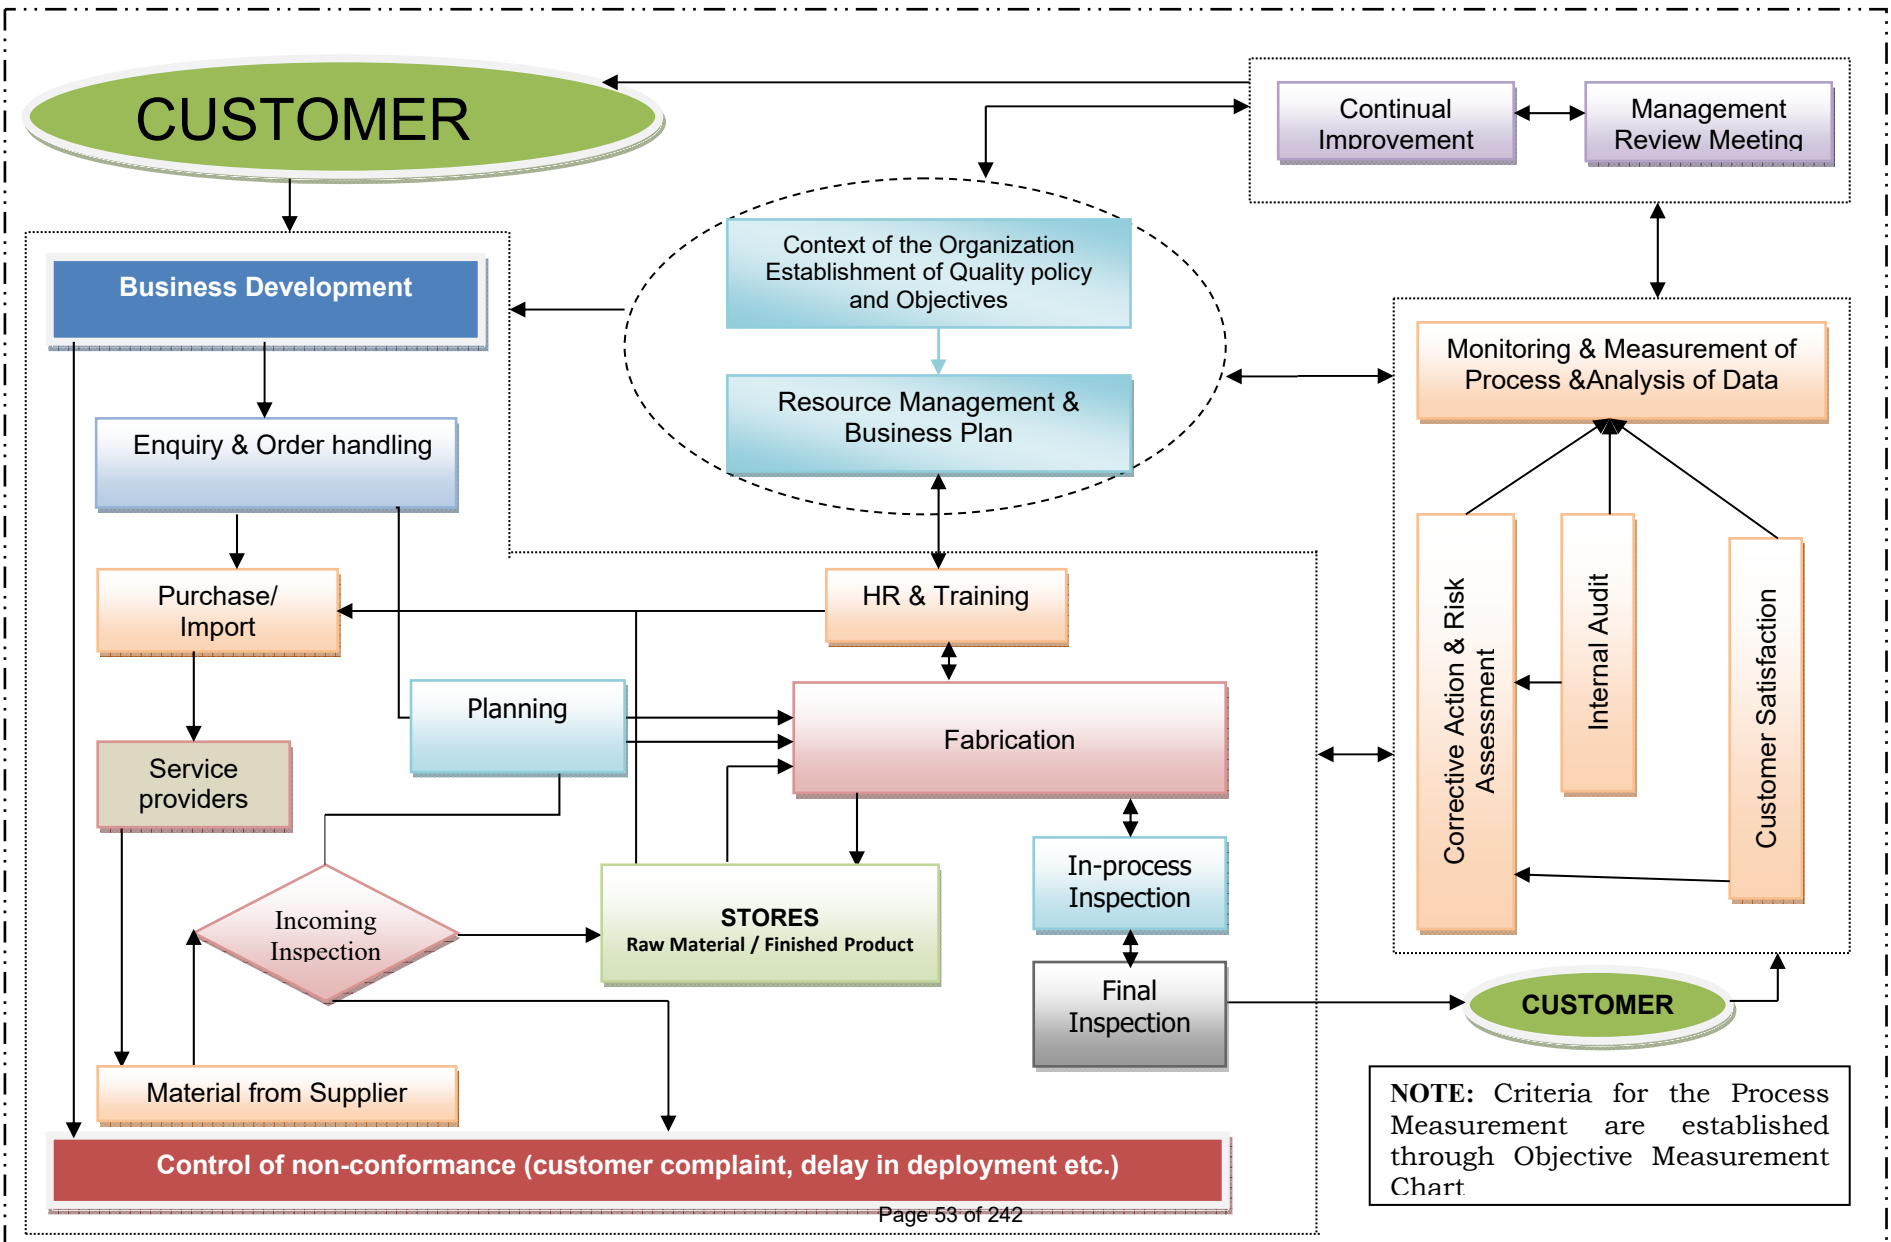 CUSTOMER
Continual
Improvement
Management
Review Meeting
Context of the Organization
Establishment of Quality policy
and Objectives
Business Development
Monitoring & Measurement of
Process &Analysis of Data
Resource Management &
Business Plan
Enquiry & Order handling
Purchase/
Import
HR & Training
Corrective Action & Risk
Assessment
Internal Audit
Customer Satisfaction
Planning
Fabrication
Service
providers
In-process
Inspection
Incoming
Inspection
STORES
Raw Material / Finished Product
Final
Inspection
CUSTOMER
Material from Supplier
NOTE: Criteria for the Process
Measurement are established
through Objective Measurement
Chart
Control of non-conformance (customer complaint, delay in deployment etc.)
Page 53 of 242